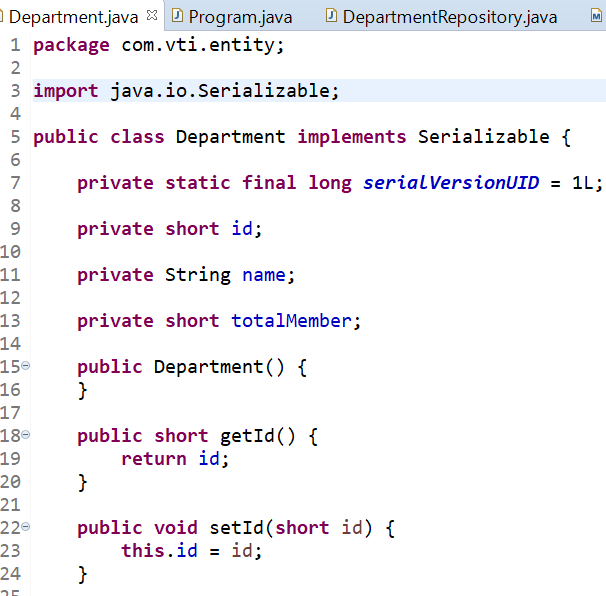 Department.java Program.java DepartmentRepository.java
1 package com.vti.entity;
2
3 import java.io.Serializable;
4
5 public class Department implements Serializable {
6
7 private static final long serialVersionUID = 1L;
8
9 private short id;
10
11 private String name;
12
13 private short totalMember;
14
15 public Department() {
16 }
17
18 public short getId() {
19 return id;
20 }
21
22 public void setId(short id) {
23 this.id = id;
24 }